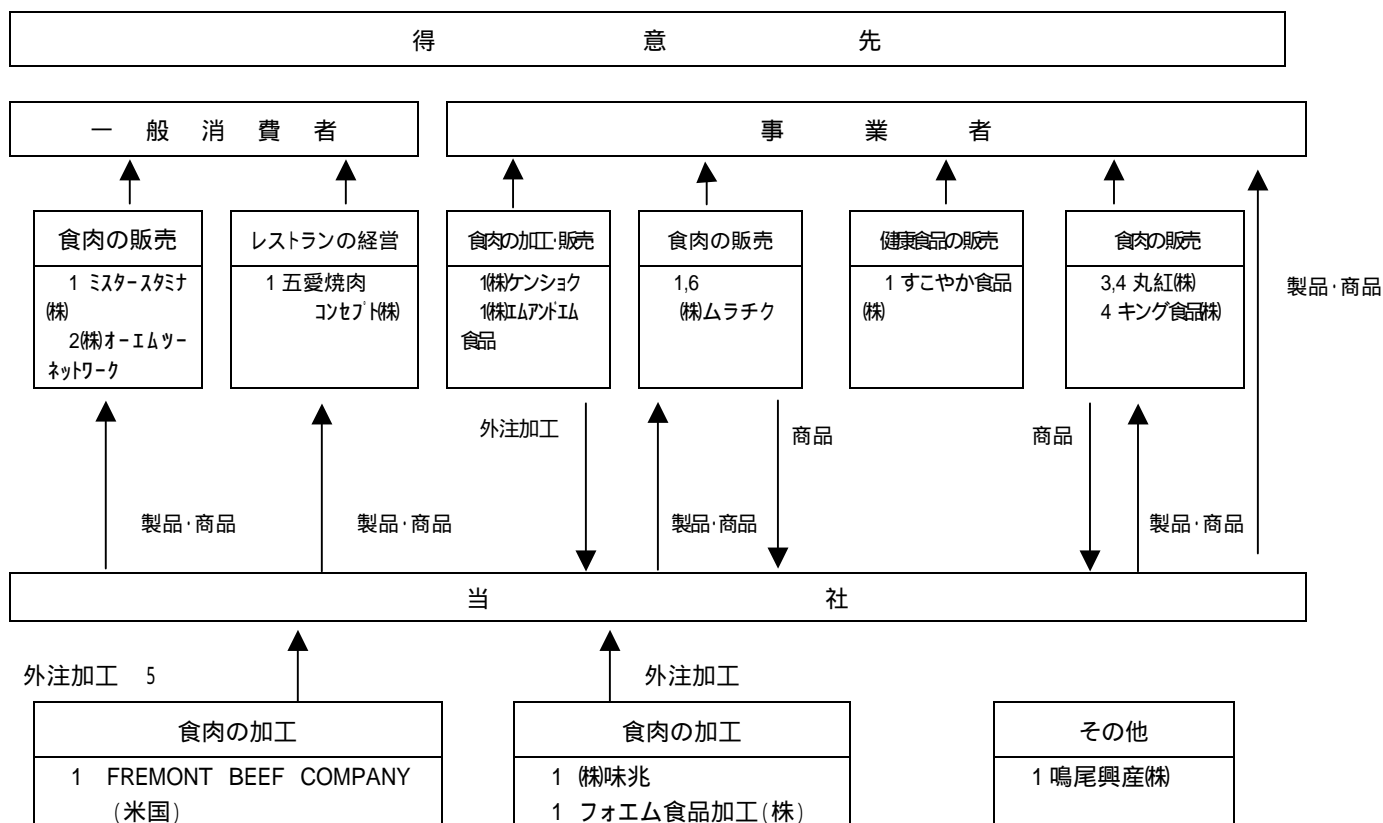 得意先
一般消費者
事業者
食肉の販売
1 ミスタースタミナ
(株)
2(株)オーエムツー
ネットワーク
レストランの経営
1 五愛焼肉
コンセプト(株)
食肉の加工・販売
1(株)ケンショク
1(株)エムアンドエム
食品
食肉の販売
1,6
(株)ムラチク
健康食品の販売
1 すこやか食品
(株)
食肉の販売
3,4 丸紅(株)
4 キング食品(株)
製品・商品
外注加工
商品
商品
製品・商品
製品・商品
製品・商品
製品・商品
当社
外注加工 5
外注加工
食肉の加工
1 FREMONT BEEF COMPANY
(米国)
食肉の加工
1 (株)味兆
1 フォエム食品加工(株)
その他
1 鳴尾興産(株)